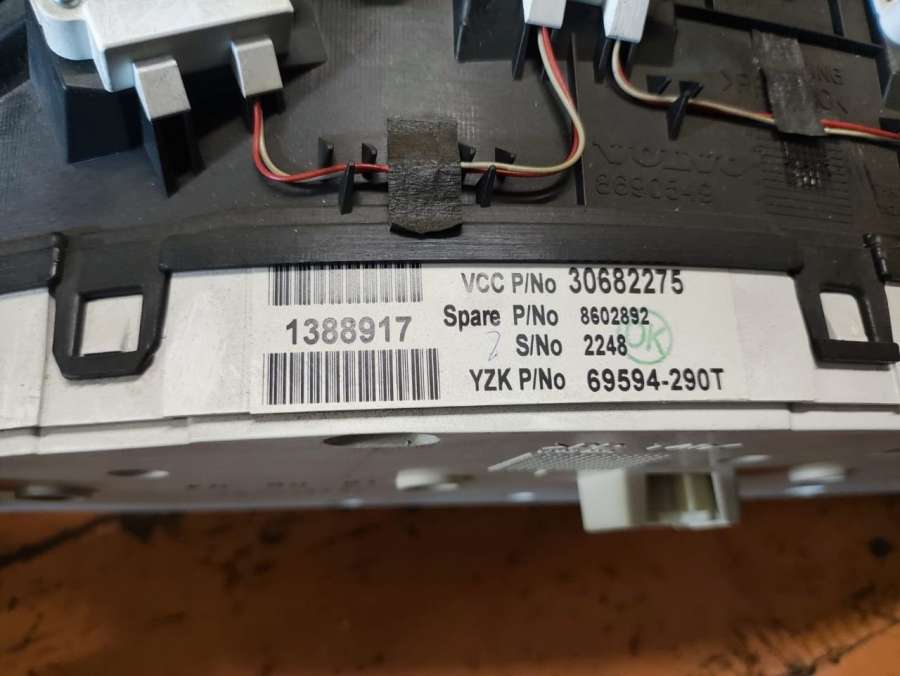 VOLVO
8690549
VCC P/No 30682275
1388917
Spare P/No 8602892
S/No 2248
OK
YZK P/No 69594-290T